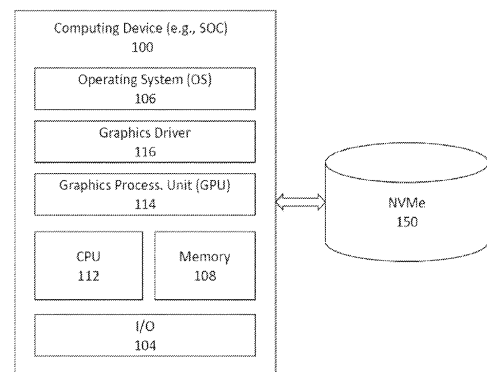 Computing Device (e.g., SOC)
100
Operating System (OS)
106
Graphics Driver
116
Graphics Process. Unit (GPU)
114
CPU
112
Memory
108
I/O
104
NVMe
150